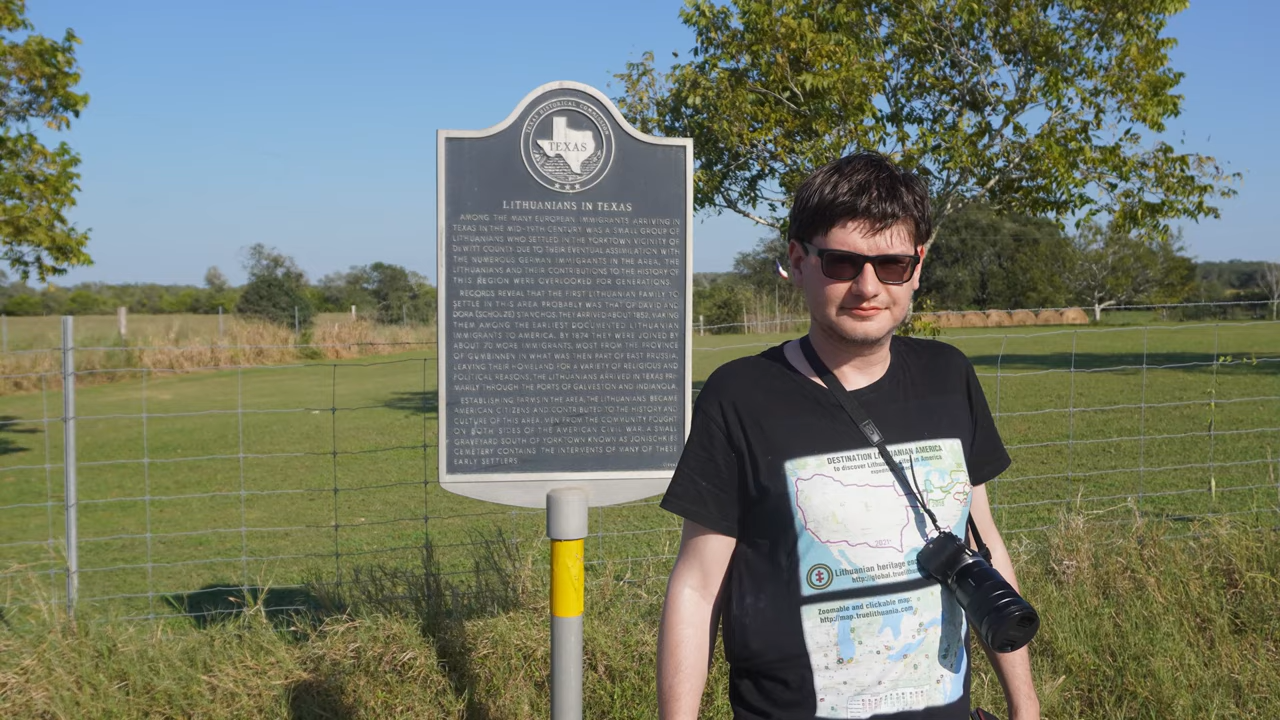 TEXAS HISTORICAL COMMISSION
TEXAS
LITHUANIANS IN TEXAS
AMONG THE MANY EUROPEAN IMMIGRANTS ARRIVING IN
TEXAS IN THE MID-19TH CENTURY WAS A SMALL GROUP OF
LITHUANIANS WHO SETTLED IN THE YORKTOWN VICINITY OF
DEWITT COUNTY. DUE TO THEIR EVENTUAL ASSIMILATION WITH
THE NUMEROUS GERMAN IMMIGRANTS IN THE AREA, THE
LITHUANIANS AND THEIR CONTRIBUTIONS TO THE HISTORY OF
THIS REGION WERE OVERLOOKED FOR GENERATIONS.
RECORDS REVEAL THAT THE FIRST LITHUANIAN FAMILY TO
SETTLE IN THIS AREA PROBABLY WAS THAT OF DAVID AND
DORA (SCHOLZE) STANCHOS. THEY ARRIVED ABOUT 1852, MAKING
THEM AMONG THE EARLIEST DOCUMENTED LITHUANIAN
IMMIGRANTS TO AMERICA. BY 1874 THEY WERE JOINED BY
ABOUT 70 MORE IMMIGRANTS, MOST FROM THE PROVINCE
OF GUMBINNEN IN WHAT WAS THEN PART OF EAST PRUSSIA.
LEAVING THEIR HOMELAND FOR A VARIETY OF RELIGIOUS AND
POLITICAL REASONS, THE LITHUANIANS ARRIVED IN TEXAS PRI-
MARILY THROUGH THE PORTS OF GALVESTON AND INDIANOLA.
ESTABLISHING FARMS IN THE AREA, THE LITHUANIANS BECAME
AMERICAN CITIZENS AND CONTRIBUTED TO THE HISTORY AND
CULTURE OF THIS AREA. MEN FROM THE COMMUNITY FOUGHT
ON BOTH SIDES OF THE AMERICAN CIVIL WAR. A SMALL
GRAVEYARD SOUTH OF YORKTOWN KNOWN AS JONISCHKIES
CEMETERY CONTAINS THE INTERMENTS OF MANY OF THESE
EARLY SETTLERS.
DESTINATION LITHUANIAN AMERICA
to discover Lithuanian sites in America
2021
Lithuanian heritage
http://global.true
Zoomable and clickable map:
http://map.truelithuania.com